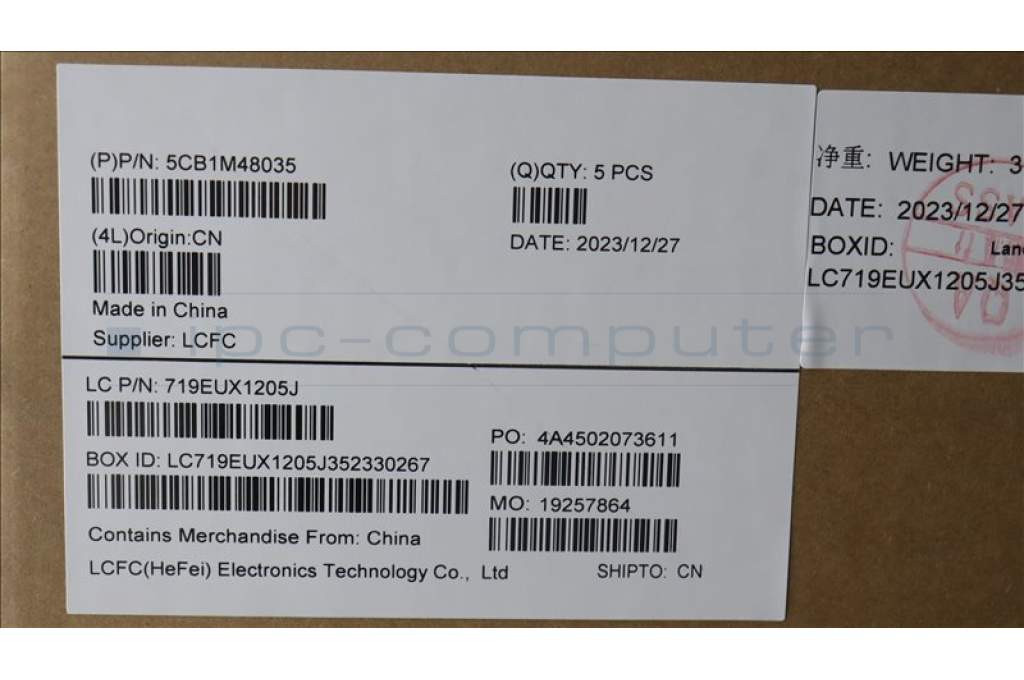 (P)P/N: 5CB1M48035
(Q)QTY: 5 PCS
(4L)Origin:CN
DATE: 2023/12/27
Made in China
Supplier: LCFC
LC P/N: 719EUX1205J
PO: 4A4502073611
BOX ID: LC719EUX1205J352330267
MO: 19257864
Contains Merchandise From: China
LCFC(HeFei) Electronics Technology Co., Ltd
SHIPTO: CN
净重: WEIGHT: 3
DATE: 2023/12/27
BOXID:
LC719EUX1205J35
ipc-computer